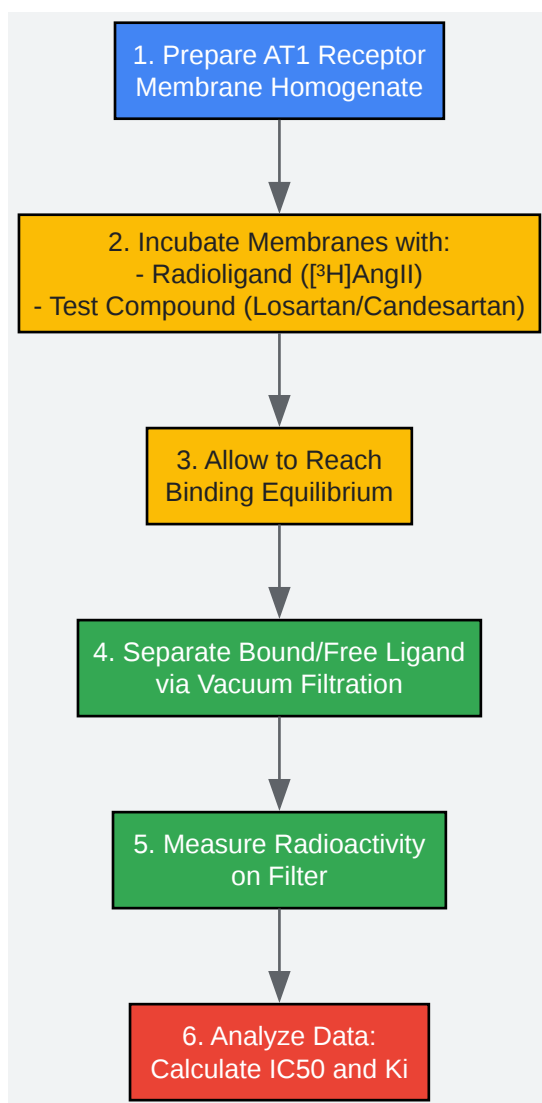 1. Prepare AT1 Receptor
Membrane Homogenate
2. Incubate Membranes with:
- Radioligand ([³H]AngII)
- Test Compound (Losartan/Candesartan)
3. Allow to Reach
Binding Equilibrium
4. Separate Bound/Free Ligand
via Vacuum Filtration
5. Measure Radioactivity
on Filter
6. Analyze Data:
Calculate IC50 and Ki